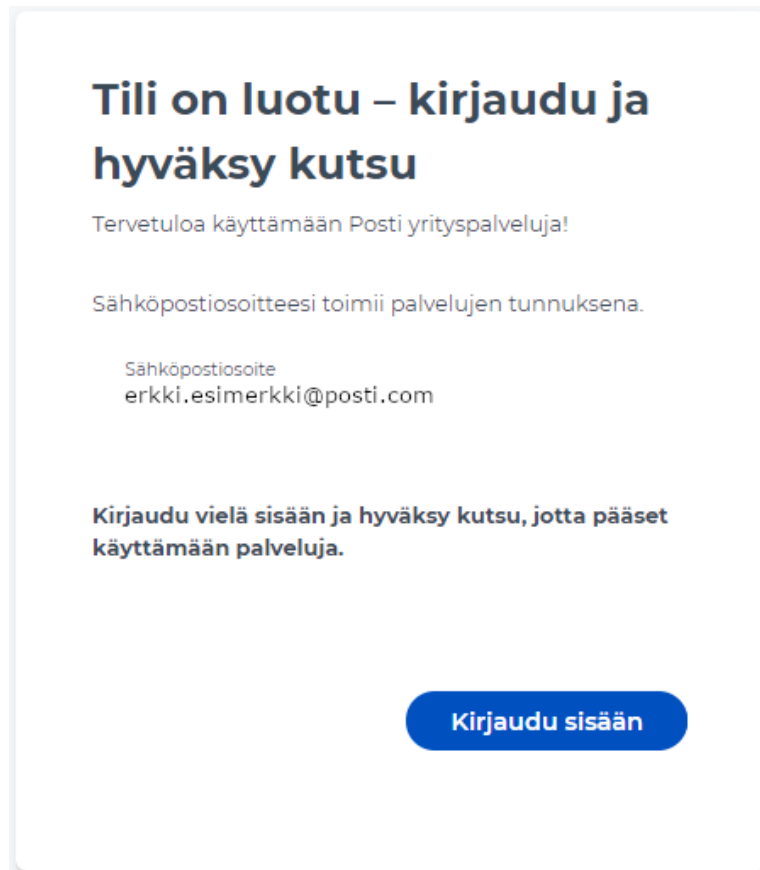 Tili on luotu – kirjaudu ja
hyväksy kutsu
Tervetuloa käyttämään Posti yrityspalveluja!
Sähköpostiosoitteesi toimii palvelujen tunnuksena.
Sähköpostiosoite
erkki.esimerkki@posti.com
Kirjaudu vielä sisään ja hyväksy kutsu, jotta pääset
käyttämään palveluja.
Kirjaudu sisään